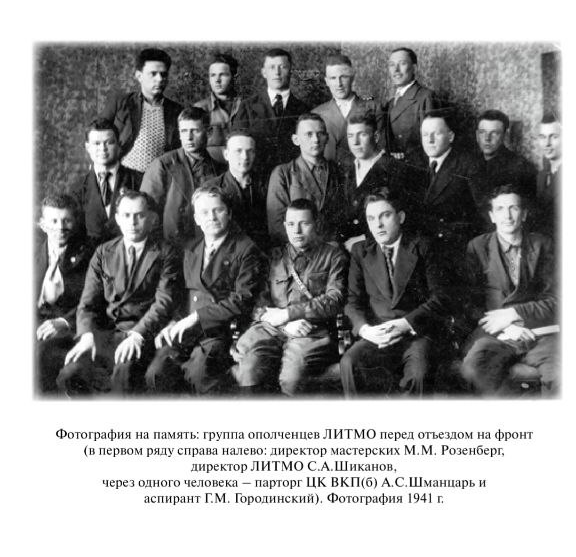 Фотография на память: группа ополченцев ЛИТМО перед отъездом на фронт
(в первом ряду справа налево: директор мастерских М.М. Розенберг,
директор ЛИТМО С.А.Шиканов,
через одного человека – парторг ЦК ВКП(б) А.С.Шманцарь и
аспирант Г.М. Городинский). Фотография 1941 г.